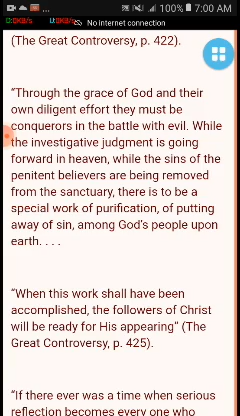 0:0KB/s U:0KB/s 100% 7:00 AM
No internet connection
(The Great Controversy, p. 422).
“Through the grace of God and their
own diligent effort they must be
conquerors in the battle with evil. While
the investigative judgment is going
forward in heaven, while the sins of the
penitent believers are being removed
from the sanctuary, there is to be a
special work of purification, of putting
away of sin, among God’s people upon
earth. . . .
“When this work shall have been
accomplished, the followers of Christ
will be ready for His appearing” (The
Great Controversy, p. 425).
“If there ever was a time when serious
reflection becomes every one who